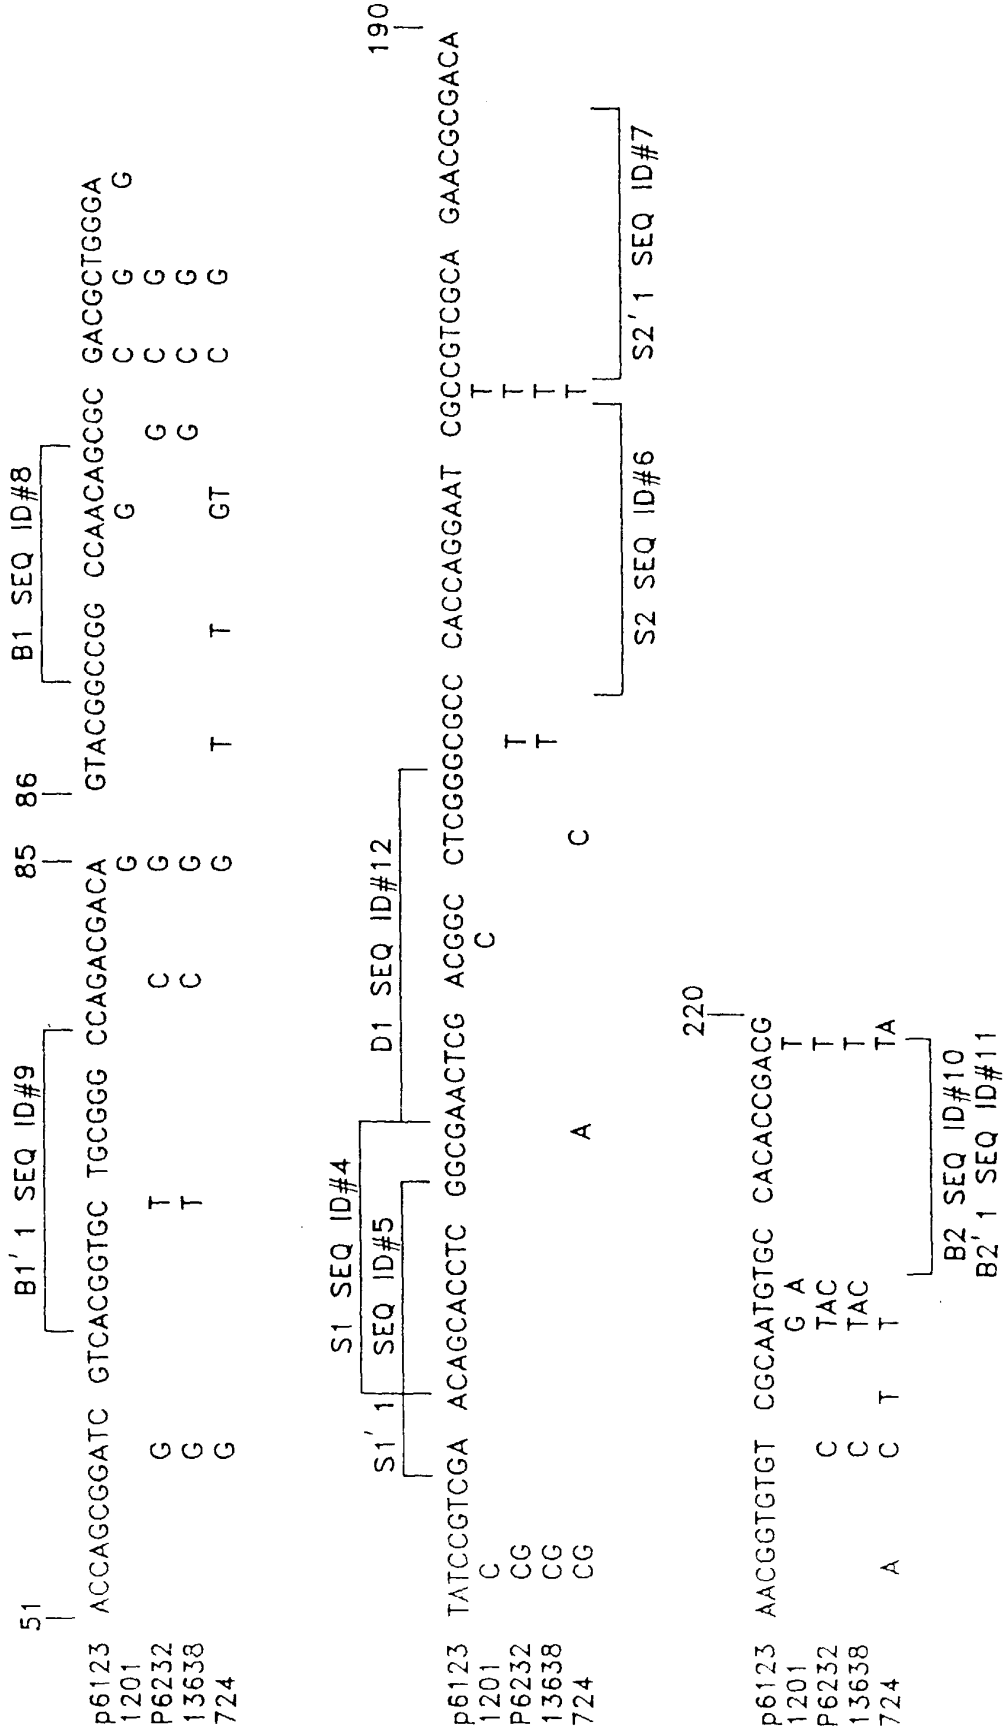 B1' 1 SEQ ID#9
B1 SEQ ID#8
51
85
86
p6123 ACCAGCGGATC GTCACGGTGC TGCGGG CCAGACGACA GTACGGCCGG CCAACAGCGC GACGCTGGGA
1201 G G C G G
P6232 G T C G G C G
13638 G T C G G C G
724 G G T T GT C G
S1 SEQ ID#4
D1 SEQ ID#12
190
S1' 1 SEQ ID#5
p6123 TATCCGTCGA ACAGCACCTC GGCGAACTCG ACGGC CTCGGGCGCC CACCAGGAAT CGCCGTCGCA GAACGCGACA
1201 C C T
P6232 CG T T
13638 CG T T
724 CG A C T
S2 SEQ ID#6
S2' 1 SEQ ID#7
220
p6123 AACGGTGTGT CGCAATGTGC CACACCGACG
1201 G A T
P6232 C TAC T
13638 C TAC T
724 A C T T TA
B2 SEQ ID#10
B2' 1 SEQ ID#11